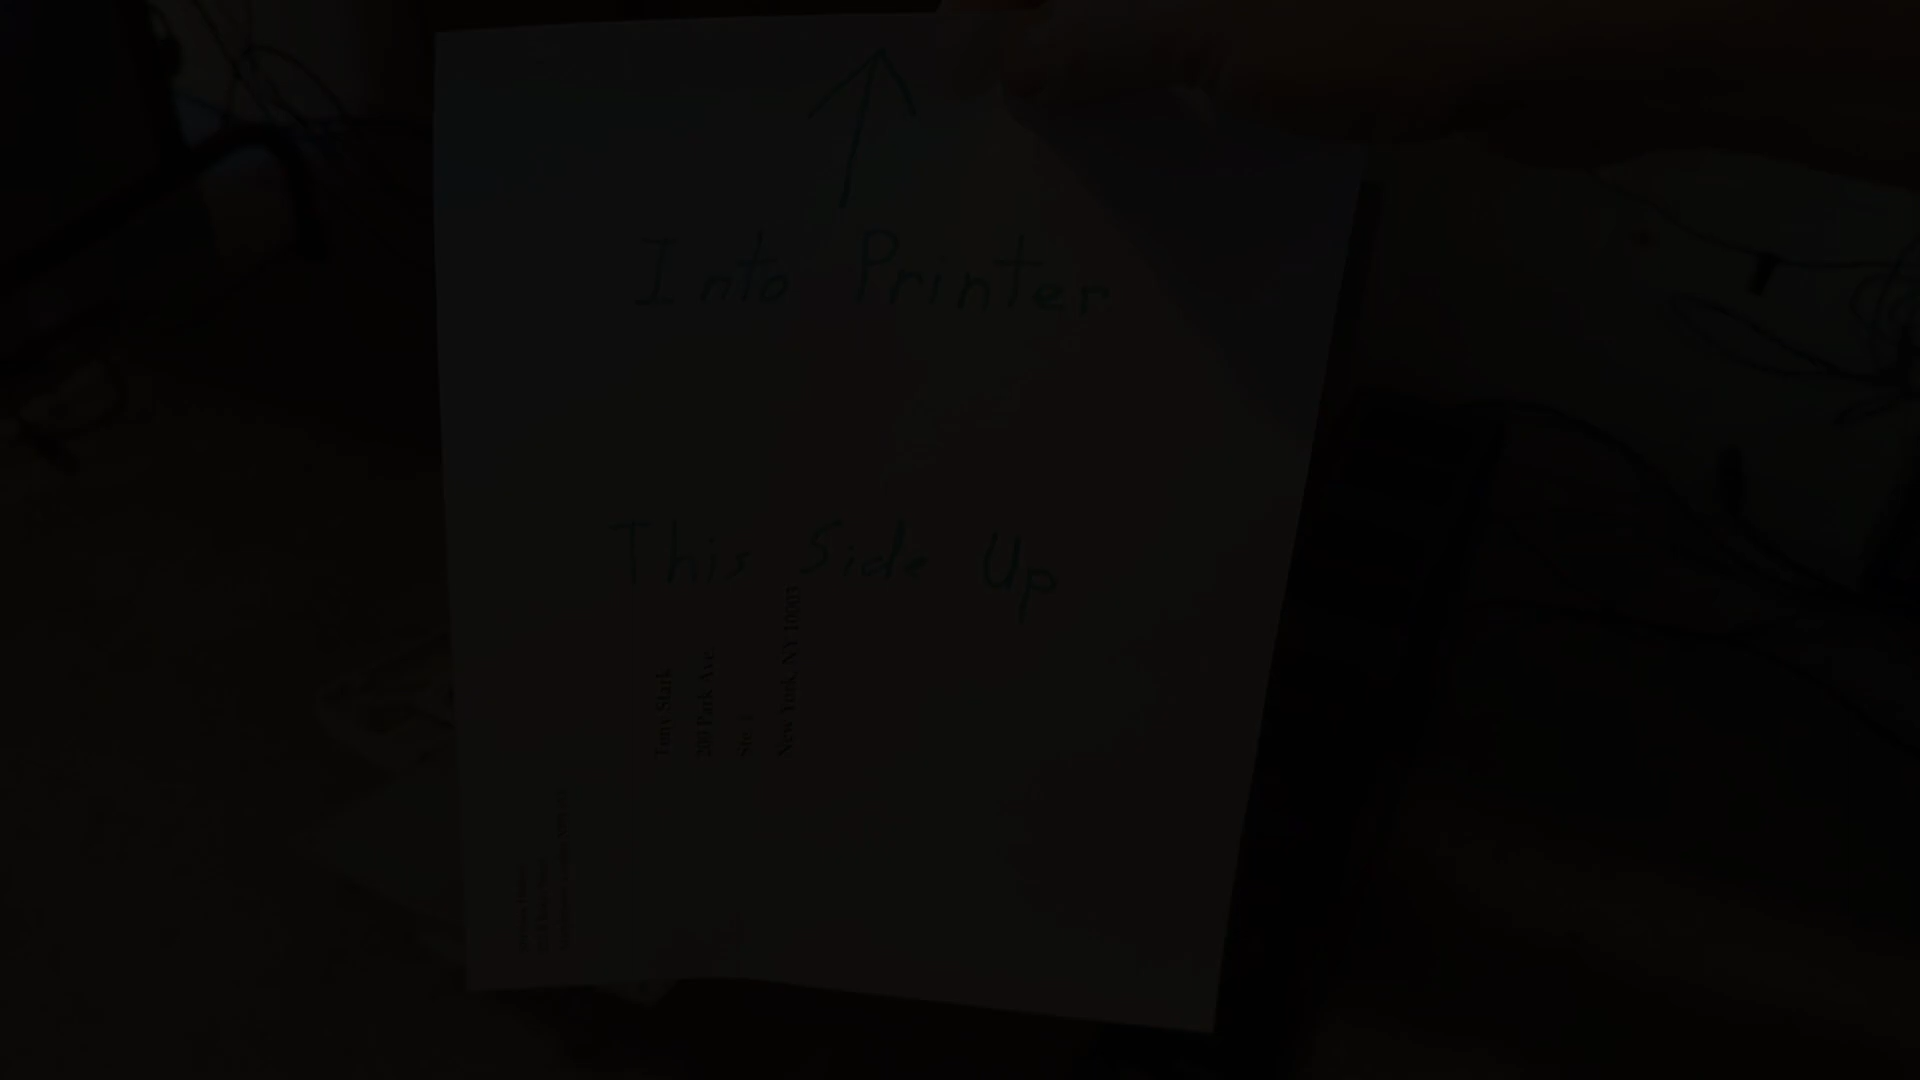 Into Printer
This Side Up
Tony Stark
200 Park Ave.
Ste. 1
New York, NY 10003